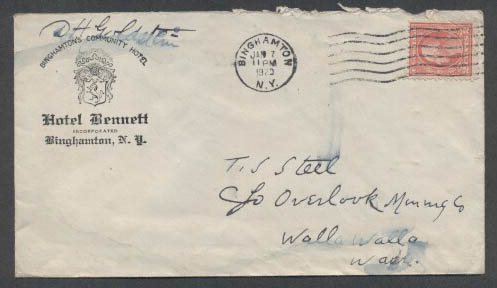 D H Goldstein
BINGHAMTON'S COMMUNITY HOTEL
Hotel Bennett
INCORPORATED
Binghamton, N. Y.
BINGHAMTON
JAN 7
11 PM
N.Y.
T. S Steel
c/o Overlook Mining Co
Walla Walla
Wash.